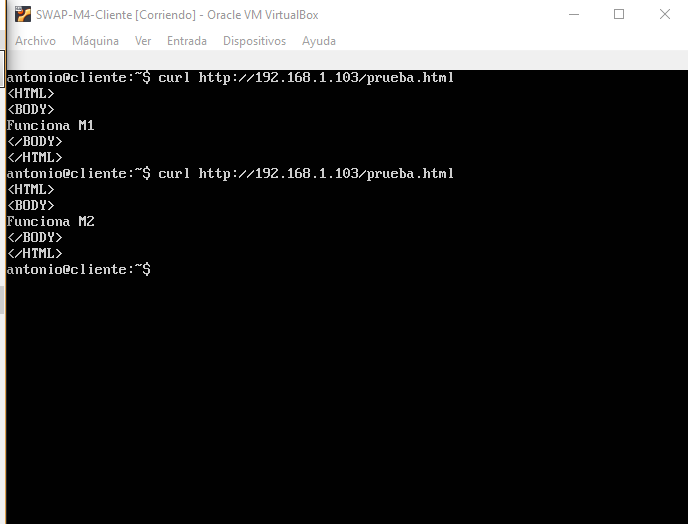 SWAP-M4-Cliente [Corriendo] - Oracle VM VirtualBox
Archivo Máquina Ver Entrada Dispositivos Ayuda
antonio@cliente:~$ curl http://192.168.1.103/prueba.html
<HTML>
<BODY>
Funciona M1
</BODY>
</HTML>
antonio@cliente:~$ curl http://192.168.1.103/prueba.html
<HTML>
<BODY>
Funciona M2
</BODY>
</HTML>
antonio@cliente:~$